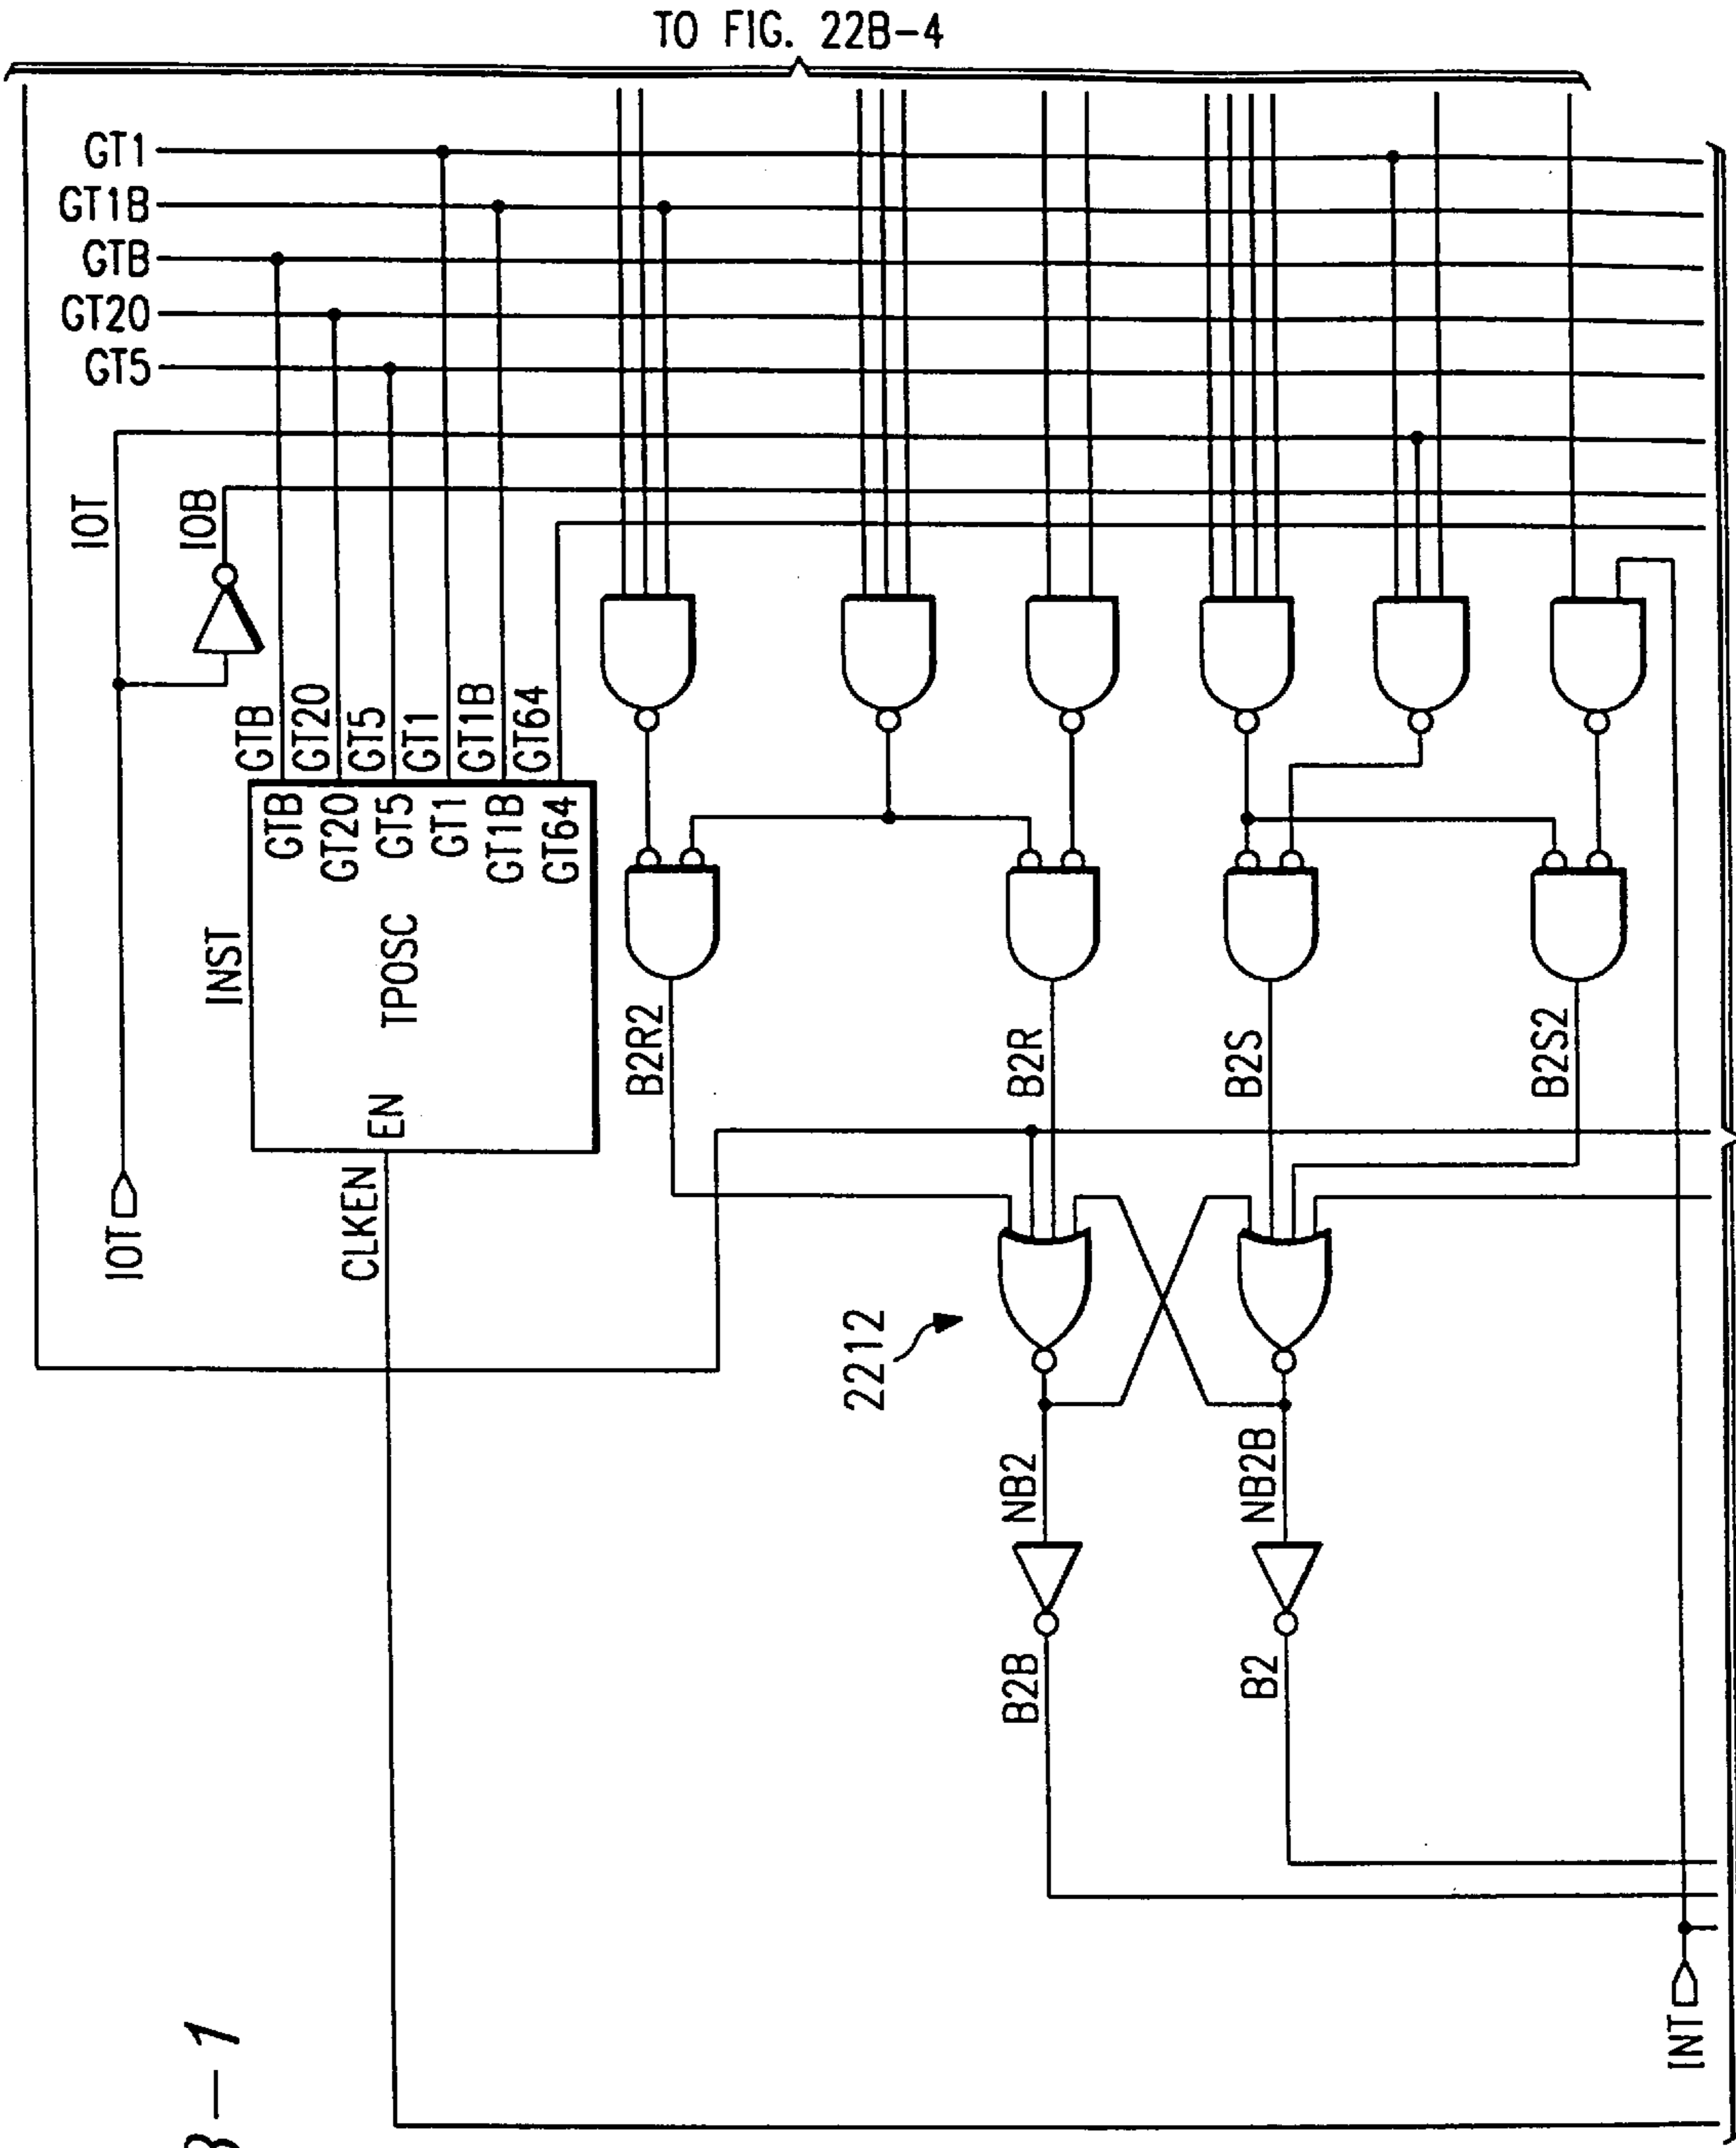 TO FIG. 22B-4
GT1
GT1B
GTB
GT20
GT5
IOT
IOB
GTB
GT20
GT5
GT1
GT1B
GT64
GTB
GT20
GT5
GT1
GT1B
GT64
INST
TPOSC
EN
CLKEN
IOT
B2R2
B2R
B2S
B2S2
2212
NB2
NB2B
B2B
B2
INT
B-1